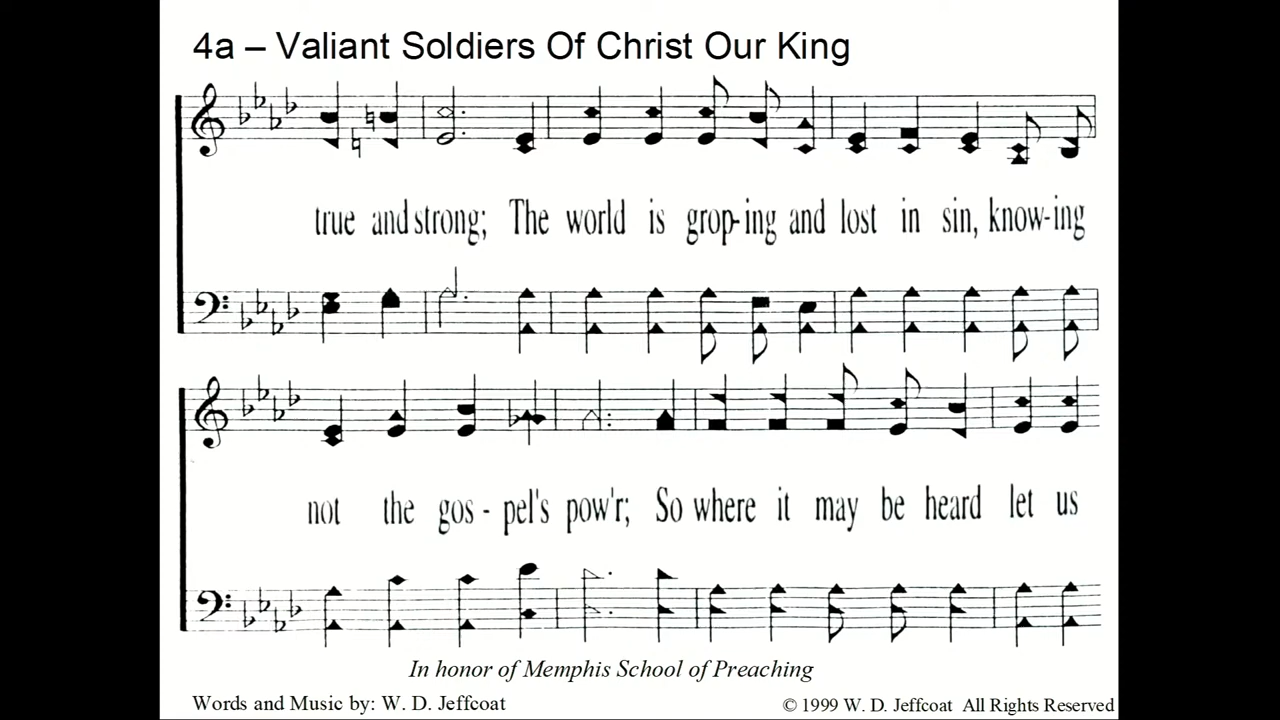 4a – Valiant Soldiers Of Christ Our King
true and strong; The world is grop-ing and lost in sin, know-ing
not the gos - pel's pow'r; So where it may be heard let us
In honor of Memphis School of Preaching
Words and Music by: W. D. Jeffcoat © 1999 W. D. Jeffcoat All Rights Reserved